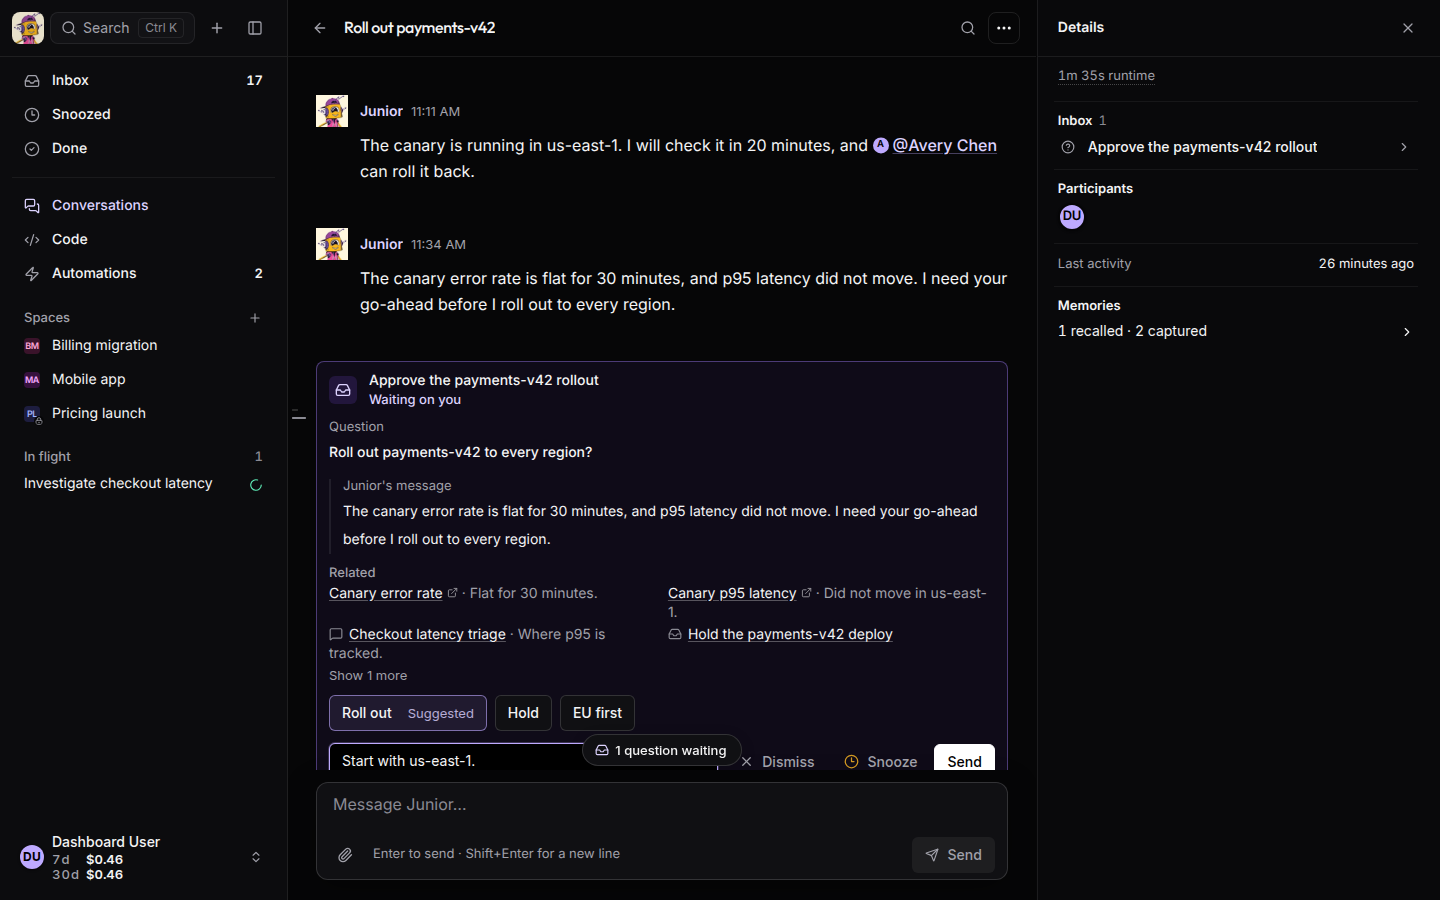 Search Ctrl K
Inbox 17
Snoozed
Done
Conversations
Code
Automations 2
Spaces
BM Billing migration
MA Mobile app
PL Pricing launch
In flight 1
Investigate checkout latency
DU Dashboard User
7d $0.46
30d $0.46
Roll out payments-v42
Junior 11:11 AM
The canary is running in us-east-1. I will check it in 20 minutes, and A @Avery Chen
can roll it back.
Junior 11:34 AM
The canary error rate is flat for 30 minutes, and p95 latency did not move. I need your
go-ahead before I roll out to every region.
Approve the payments-v42 rollout
Waiting on you
Question
Roll out payments-v42 to every region?
Junior's message
The canary error rate is flat for 30 minutes, and p95 latency did not move. I need your go-ahead
before I roll out to every region.
Related
Canary error rate · Flat for 30 minutes.
Canary p95 latency · Did not move in us-east-
1.
Checkout latency triage · Where p95 is
tracked.
Hold the payments-v42 deploy
Show 1 more
Roll out Suggested Hold EU first
1 question waiting
Start with us-east-1. Dismiss Snooze Send
Message Junior...
Enter to send · Shift+Enter for a new line Send
Details
1m 35s runtime
Inbox 1
Approve the payments-v42 rollout
Participants
DU
Last activity 26 minutes ago
Memories
1 recalled · 2 captured